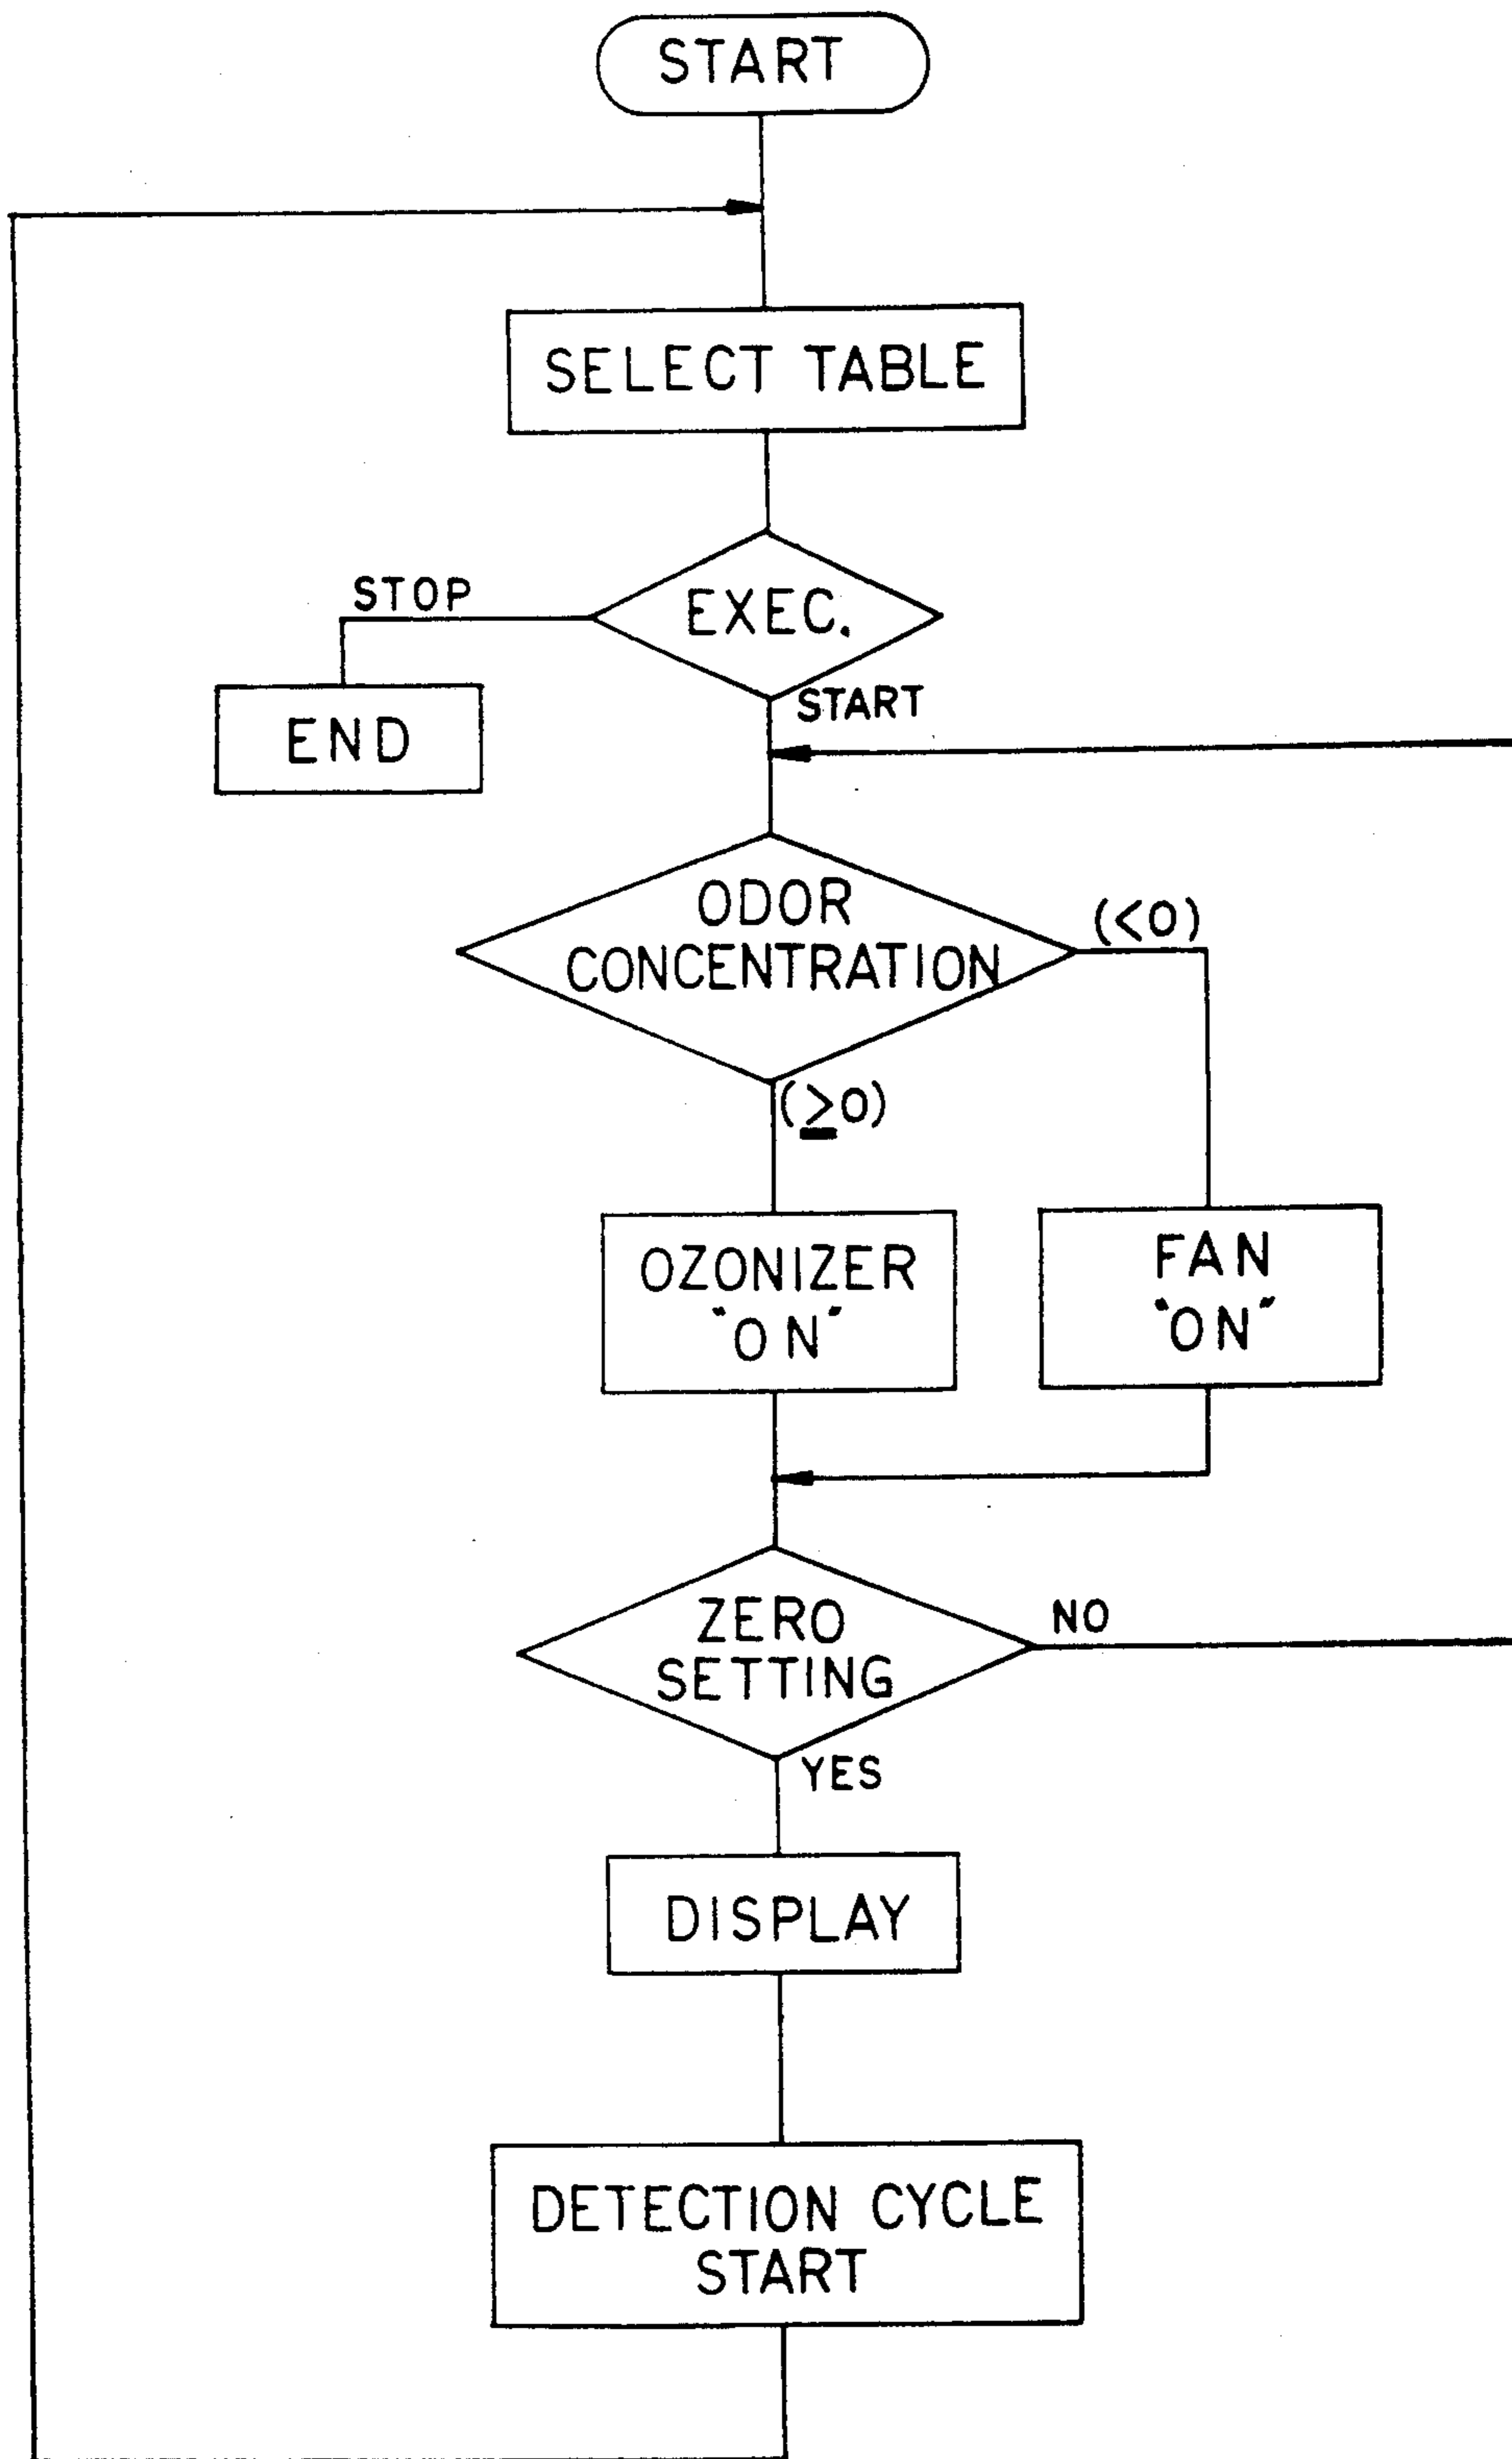 START
SELECT TABLE
STOP
EXEC.
START
END
ODOR
CONCENTRATION
(<0)
(≥0)
OZONIZER
"ON"
FAN
"ON"
ZERO
SETTING
NO
YES
DISPLAY
DETECTION CYCLE
START